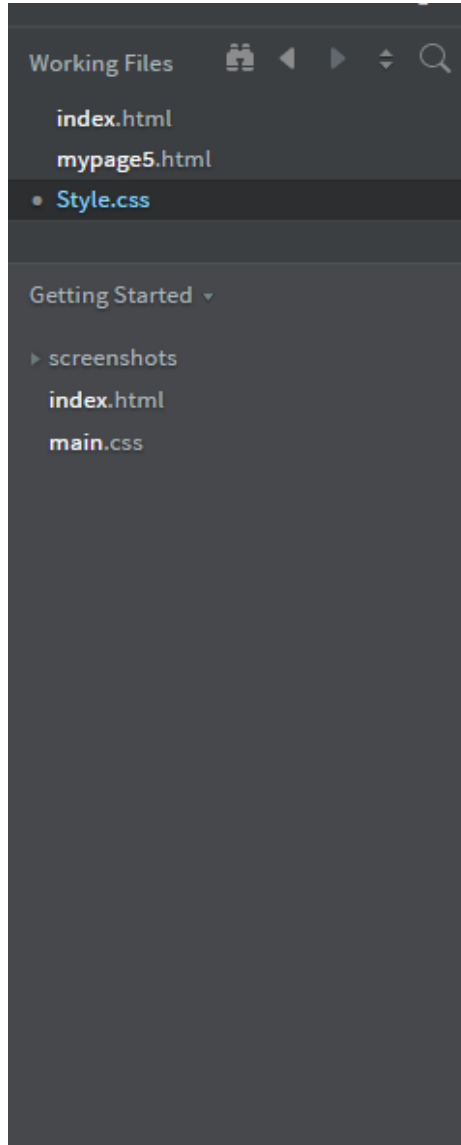 Working Files
index.html
mypage5.html
Style.css
Getting Started
screenshots
index.html
main.css